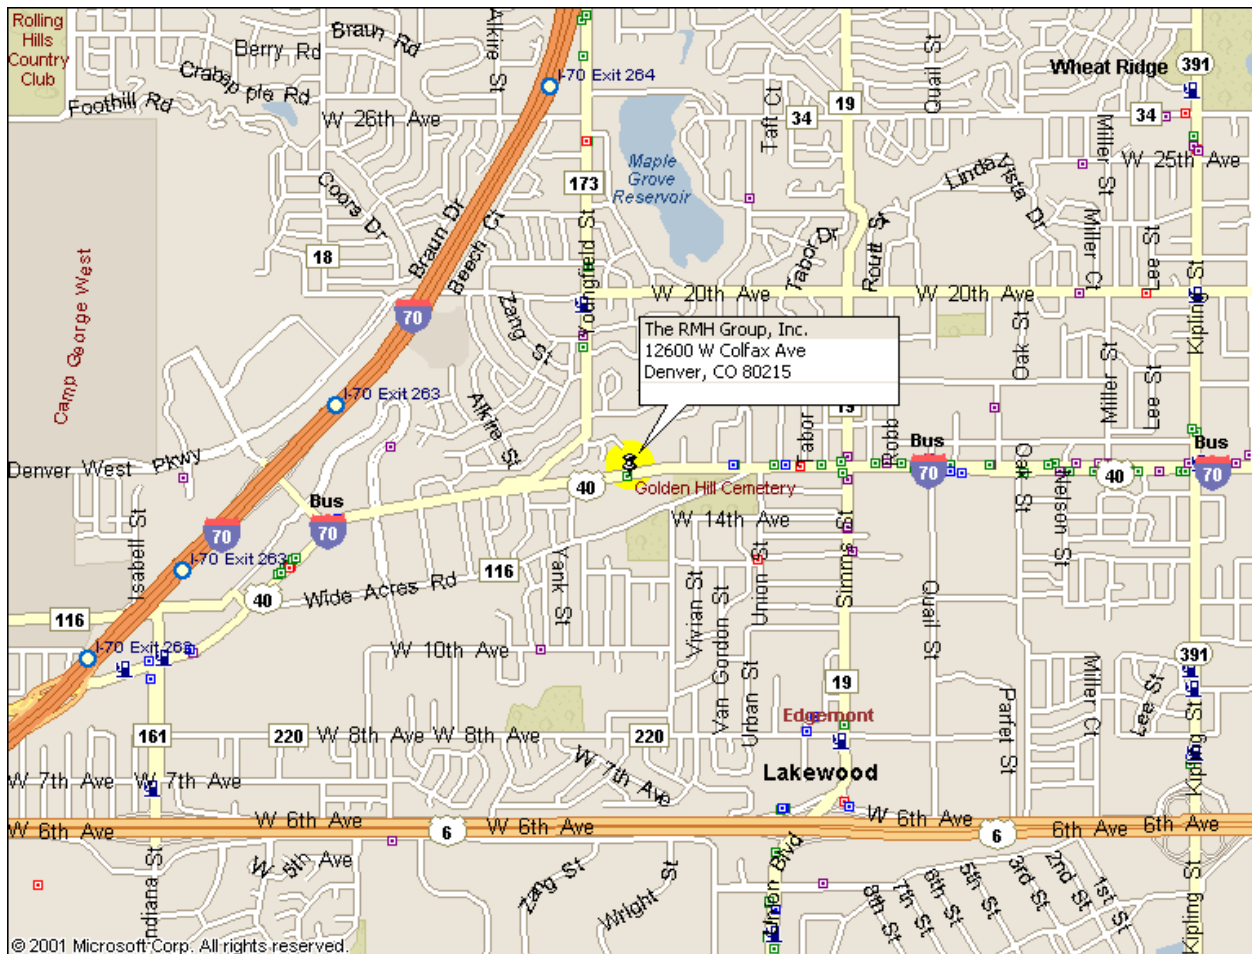 Rolling
Hills
Country
Club
Berry Rd
Braun Rd
Alkire St
I-70 Exit 264
Crabapple Rd
Foothill Rd
W 26th Ave
Quail St
Wheat Ridge
391
19
34
34
Taft Ct
Miller St
W 25th Ave
Maple
Grove
Reservoir
173
Linda Vista Dr
Coors Dr
Braun Dr
Beech Ct
18
Youngfield St
Tabor Dr
Routt St
Miller Ct
Lee St
Kipling St
Camp George West
70
Zang St
W 20th Ave
W 20th Ave
The RMH Group, Inc.
12600 W Colfax Ave
Denver, CO 80215
Oak St
Miller St
Lee St
I-70 Exit 263
19
Alkire St
Tabor
Robb
Bus
70
Bus
70
Denver West Pkwy
40
Golden Hill Cemetery
40
Oak St
Nelson St
Bus
70
70
W 14th Ave
Isabell St
I-70 Exit 263
116
Yank St
Wide Acres Rd
40
116
Vivian St
Union St
Simms St
Quail St
I-70 Exit 262
W 10th Ave
Van Gordon St
Urban St
19
391
Miller Ct
Lee St
Parfet St
Edgemont
161
220
W 8th Ave
W 8th Ave
220
W 7th Ave
W 7th Ave
W 7th Ave
Lakewood
Kipling St
W 6th Ave
W 6th Ave
6
W 6th Ave
W 6th Ave
6
6th Ave
6th Ave
W 5th Ave
Indiana St
Zang St
Wright St
Union Blvd
8th St
7th St
6th St
5th St
3rd St
2nd St
1st St
Kipling St
© 2001 Microsoft Corp. All rights reserved.